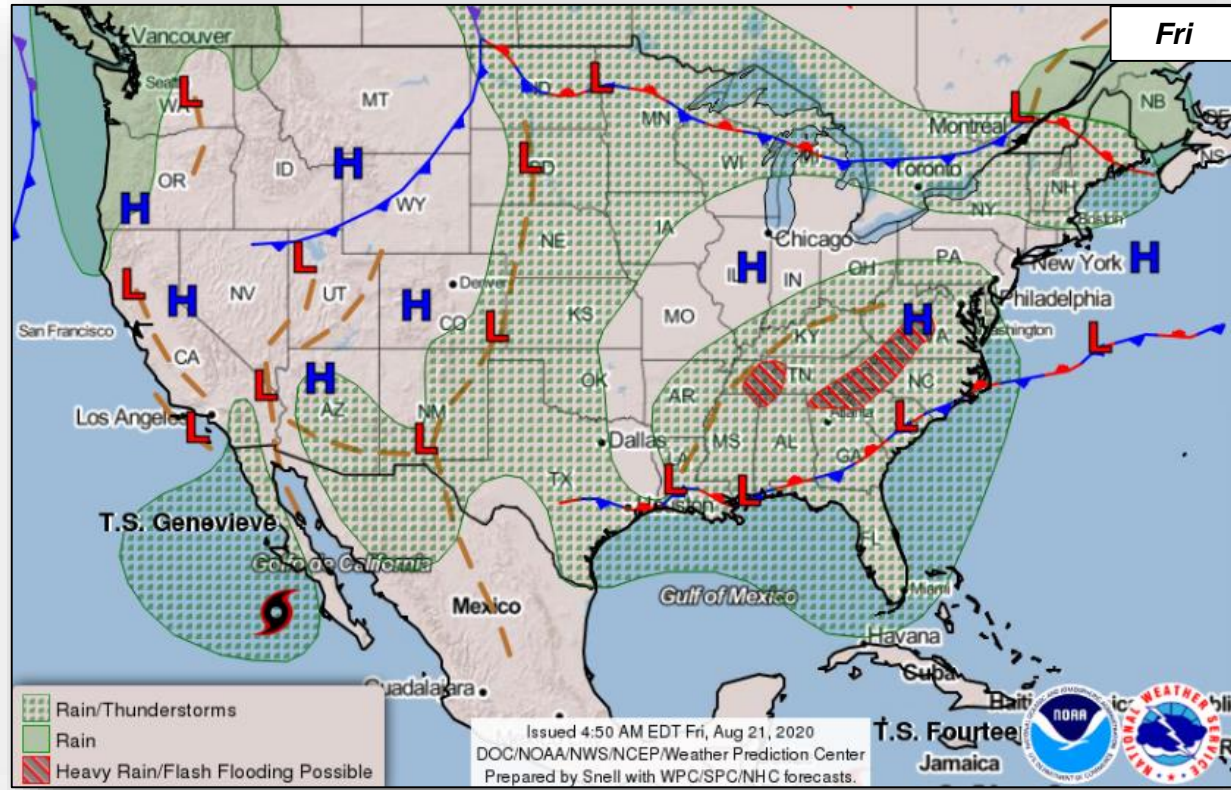 Fri
Vancouver
NB
WA
MT
ND
MN
Montreal
NS
OR
ID
SD
WI
MI
Toronto
NH
WY
NY
Boston
NE
IA
Chicago
PA
New York
IL
IN
OH
Philadelphia
NV
UT
Denver
CO
KS
MO
KY
Washington
San Francisco
CA
OK
TN
NC
AR
Los Angeles
AZ
NM
Atlanta
Dallas
MS
AL
GA
LA
TX
Houston
T.S. Genevieve
FL
Golfo de California
Mexico
Gulf of Mexico
Miami
Havana
Cuba
Guadalajara
Rain/Thunderstorms
Rain
Heavy Rain/Flash Flooding Possible
Issued 4:50 AM EDT Fri, Aug 21, 2020
DOC/NOAA/NWS/NCEP/Weather Prediction Center
Prepared by Snell with WPC/SPC/NHC forecasts.
T.S. Fourteen
Jamaica
NOAA
NATIONAL WEATHER SERVICE
L
L
L
L
H
H
H
L
L
H
H
H
L
H
H
L
L
L
H
L
L
L
L
L